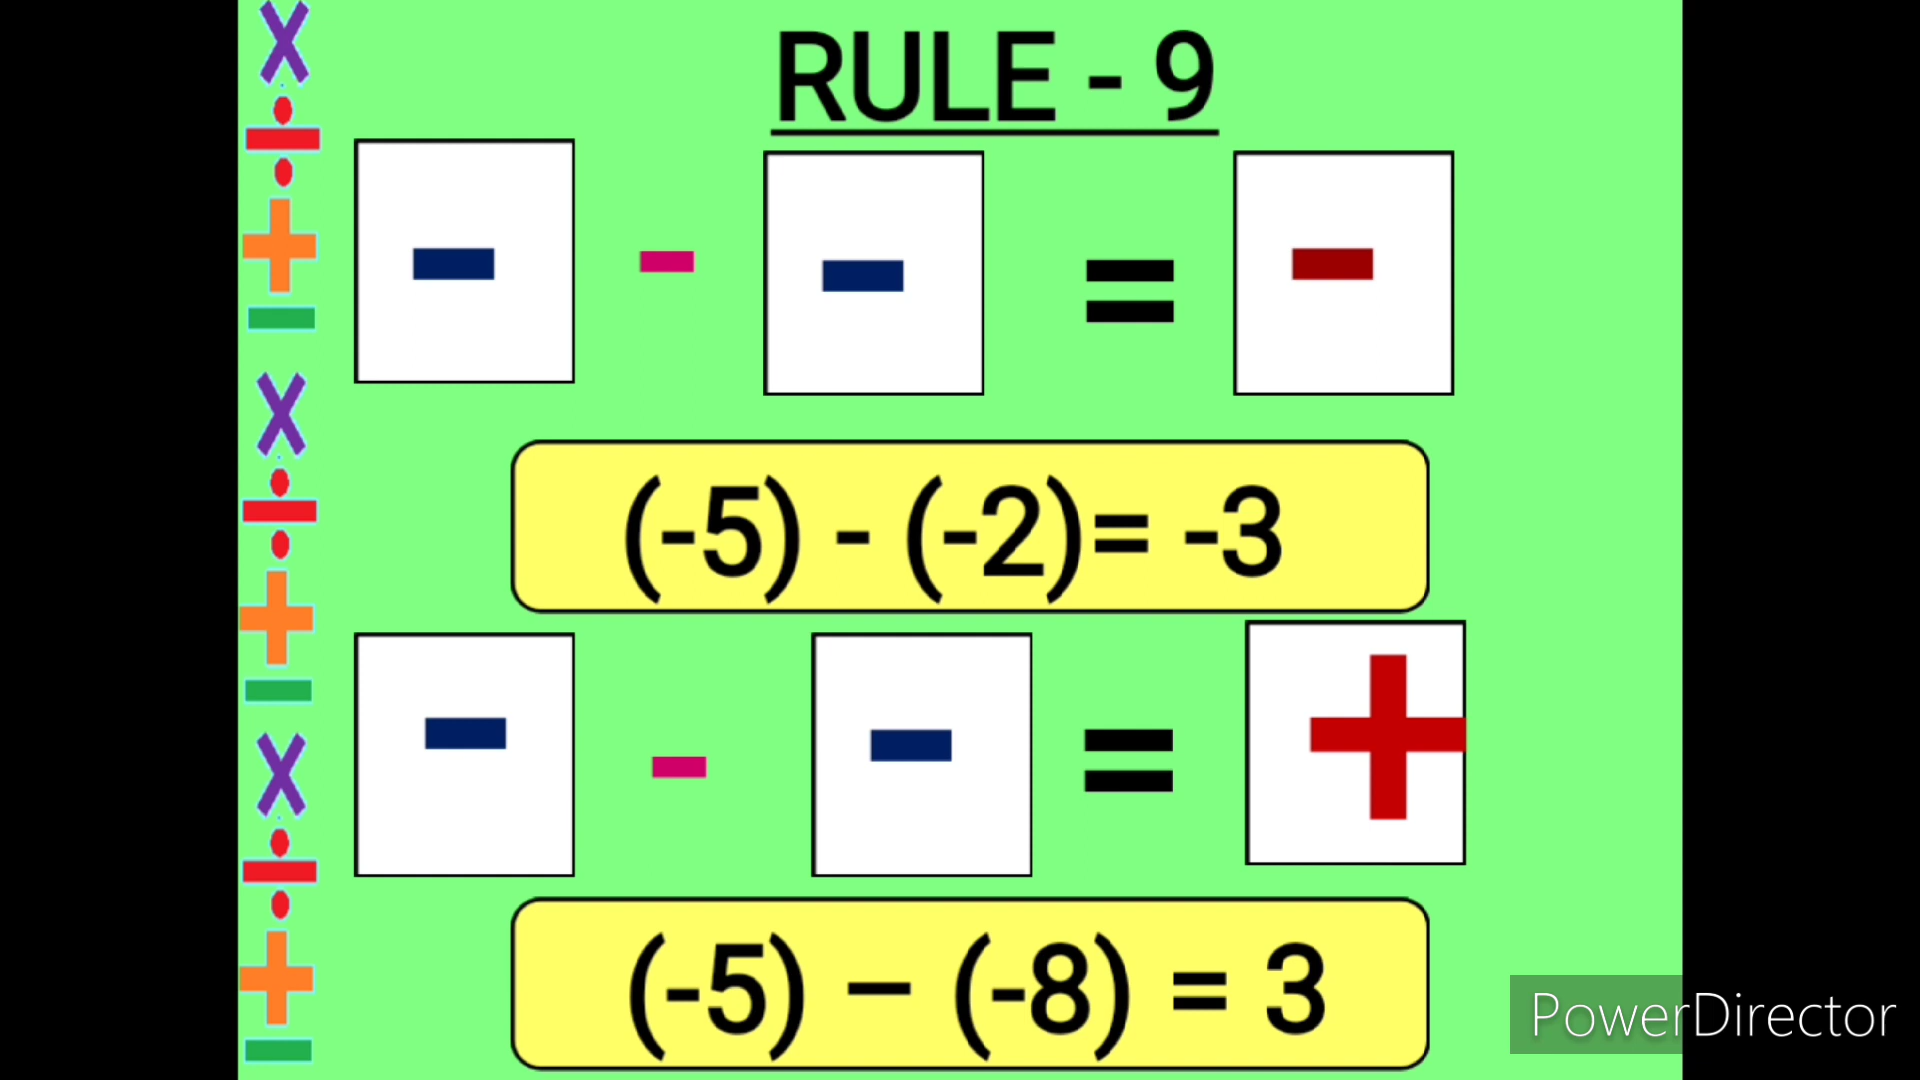 RULE - 9
- - - = -
(-5) - (-2)= -3
- - - = +
(-5) – (-8) = 3
PowerDirector